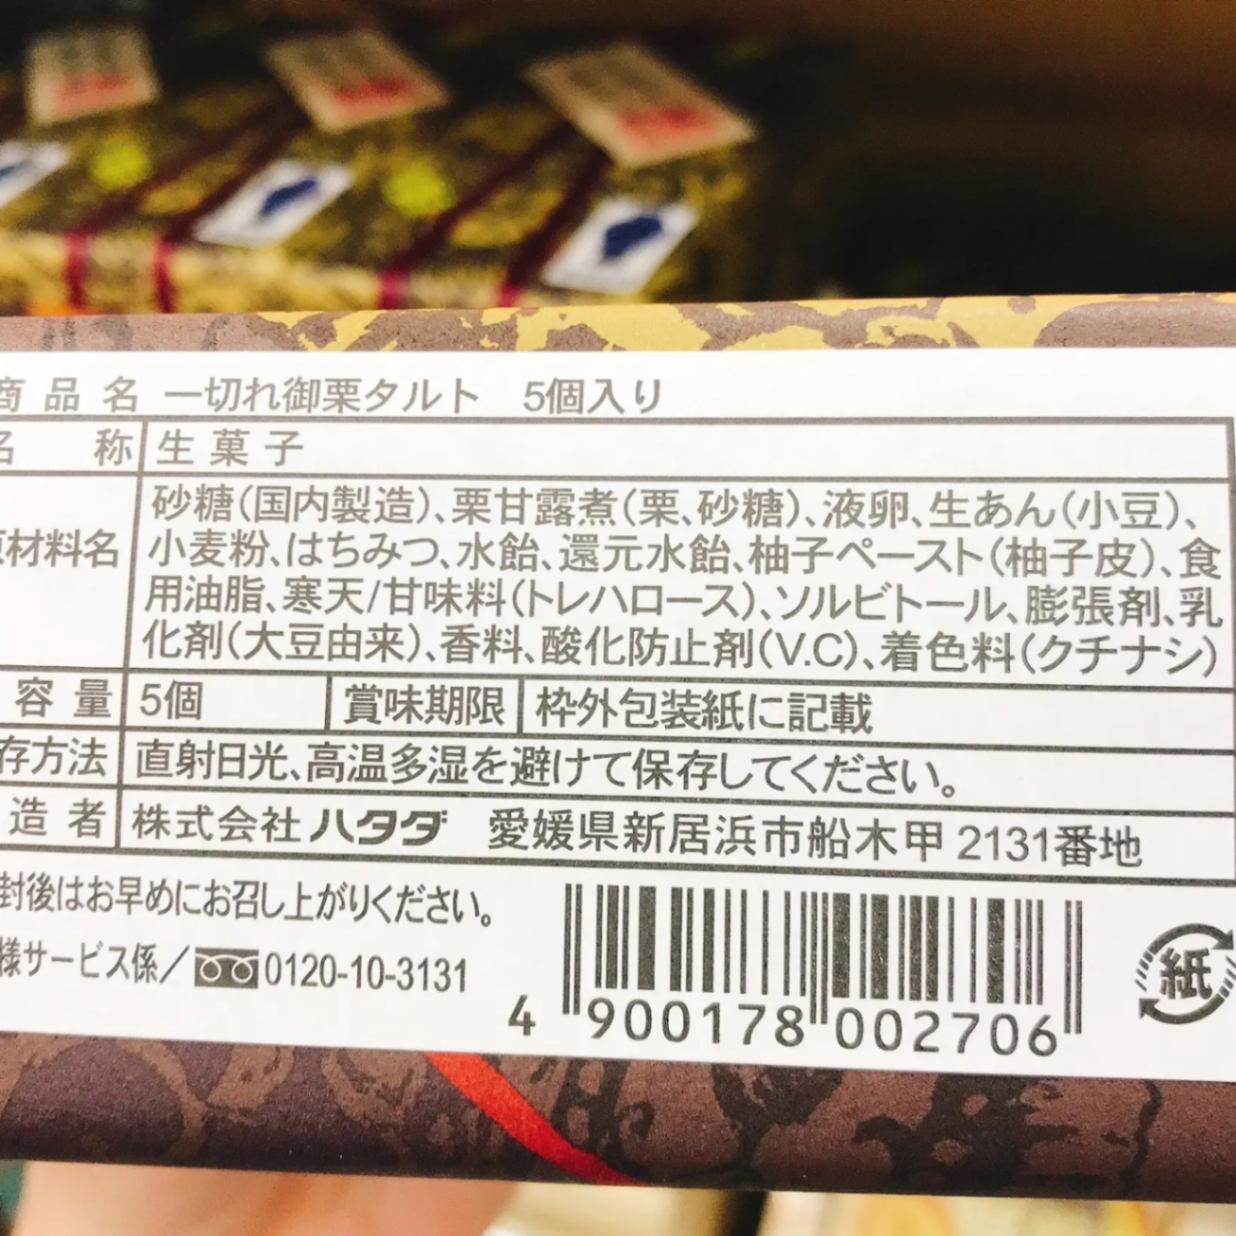 商品名 一切れ御栗タルト 5個入り
名 称 生菓子
砂糖(国内製造)、栗甘露煮(栗、砂糖)、液卵、生あん(小豆)、
原材料名 小麦粉、はちみつ、水飴、還元水飴、柚子ペースト(柚子皮)、食
用油脂、寒天/甘味料(トレハロース)、ソルビトール、膨張剤、乳
化剤(大豆由来)、香料、酸化防止剤(V.C)、着色料(クチナシ)
容量 5個 賞味期限 枠外包装紙に記載
存方法 直射日光、高温多湿を避けて保存してください。
造者 株式会社ハタダ 愛媛県新居浜市船木甲2131番地
封後はお早めにお召し上がりください。
様サービス係/0120-10-3131
4 900178 002706
紙